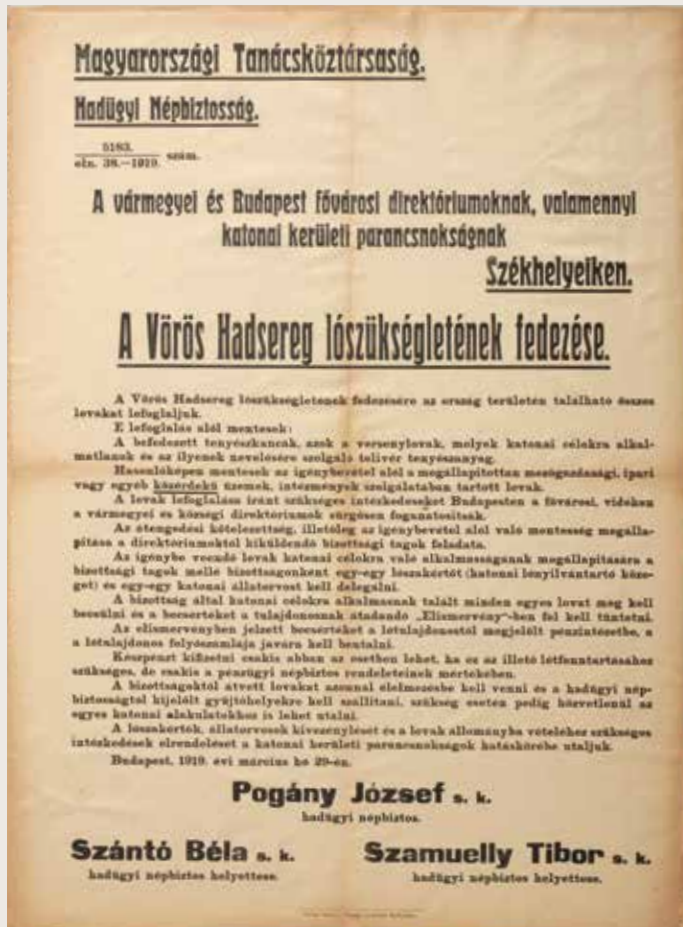 Magyarországi Tanácsköztársaság.
Hadügyi Népbiztosság.
5183.
eln. 38.—1919. szám.
A vármegyei és Budapest fővárosi direktóriumoknak, valamennyi
katonai kerületi parancsnokságnak
Székhelyeiken.
A Vörös Hadsereg lószükségletének fedezése.
A Vörös Hadsereg lószükségletének fedezésére az ország területén található összes
lovakat lefoglaljuk.
E lefoglalás alól mentesek:
A befedezett tenyészkancák, azok a versenylovak, melyek katonai célokra alkal-
matlanok és az ilyenek nevelésére szolgáló telivér tenyészanyag.
Hasonlóképen mentesek az igénybevétel alól a megállapítottan mezőgazdasági, ipari
vagy egyéb közérdekű üzemek, intézmények szolgálatában tartott lovak.
A lovak lefoglalása iránt szükséges intézkedéseket Budapesten a fővárosi, vidéken
a vármegyei és községi direktóriumok sürgősen foganatosítsák.
Az átengedési kötelezettség, illetőleg az igénybevétel alól való mentesség megálla-
pítása a direktóriumoktól kiküldendő bizottsági tagok feladata.
Az igénybe veendő lovak katonai célokra való alkalmasságának megállapítására a
bizottsági tagok mellé bizottságonként egy-egy lószakértőt (katonai lónyilvántartó köze-
get) és egy-egy katonai állatorvost kell delegálni.
A bizottság által katonai célokra alkalmasnak talált minden egyes lovat meg kell
becsülni és a becsértéket a tulajdonosnak átadandó „Elismervény"-ben fel kell tüntetni.
Az elismervényben jelzett becsértéket a lótulajdonostól megjelölt pénzintézetbe, a
a lótulajdonos folyószámlája javára kell beutalni.
Készpénzt kifizetni csakis abban az esetben lehet, ha ez az illető létfenntartásához
szükséges, de csakis a pénzügyi népbiztos rendeleteinek mértékében.
A bizottságoktól átvett lovakat azonnal élelmezésbe kell venni és a hadügyi nép-
biztosságtól kijelölt gyűjtőhelyekre kell szállítani, szükség esetén pedig közvetlenül az
egyes katonai alakulatokhoz is lehet utalni.
A lószakértők, állatorvosok kivezénylését és a lovak állományba vételéhez szükséges
intézkedések elrendelését a katonai kerületi parancsnokságok hatáskörébe utaljuk.
Budapest, 1919. évi március hó 29-én.
Pogány József s. k.
hadügyi népbiztos.
Szántó Béla s. k.
hadügyi népbiztos helyettese.
Szamuelly Tibor s. k.
hadügyi népbiztos helyettese.